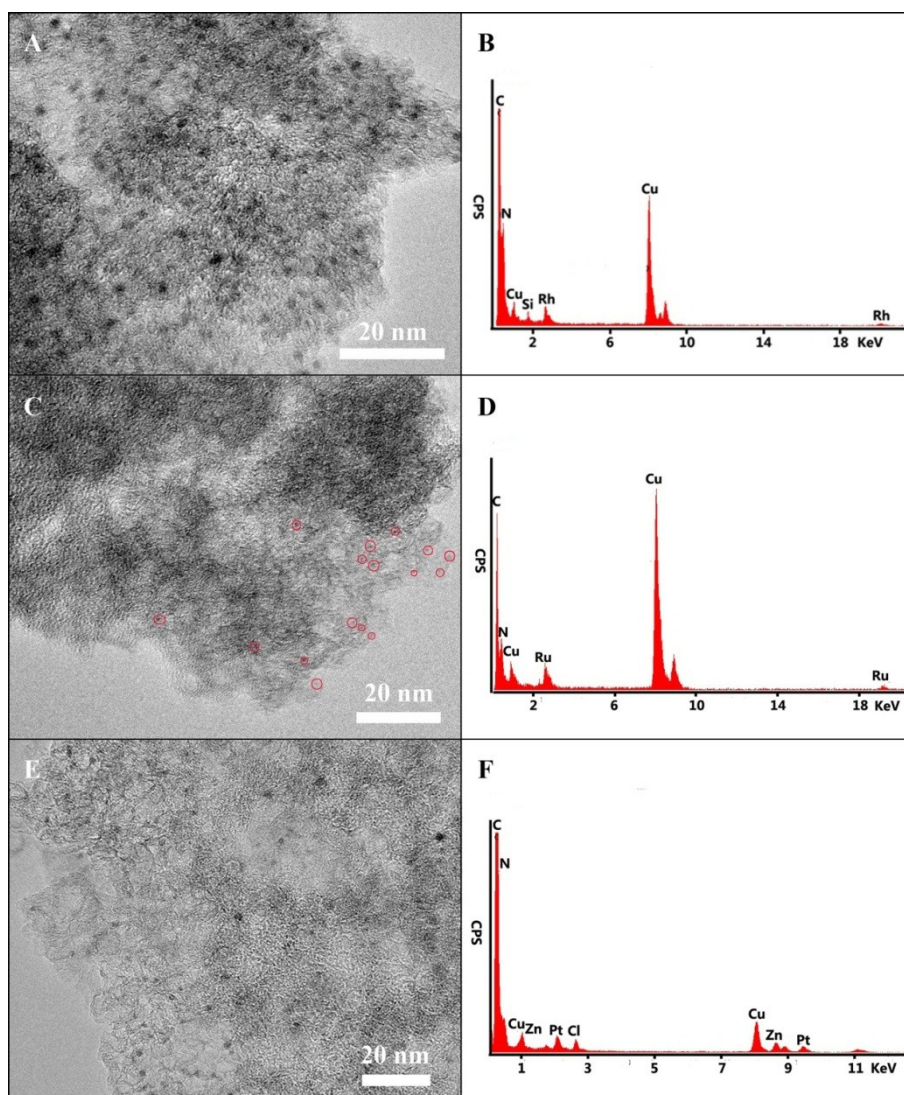 A
20 nm
B
C
N
Cu
Si
Rh
Cu
Rh
CPS
2 6 10 14 18 KeV
C
20 nm
D
C
N
Cu
Ru
Cu
Ru
CPS
2 6 10 14 18 KeV
E
20 nm
F
C
N
Cu
Zn
Pt
Cl
Cu
Zn
Pt
CPS
1 3 5 7 9 11 KeV